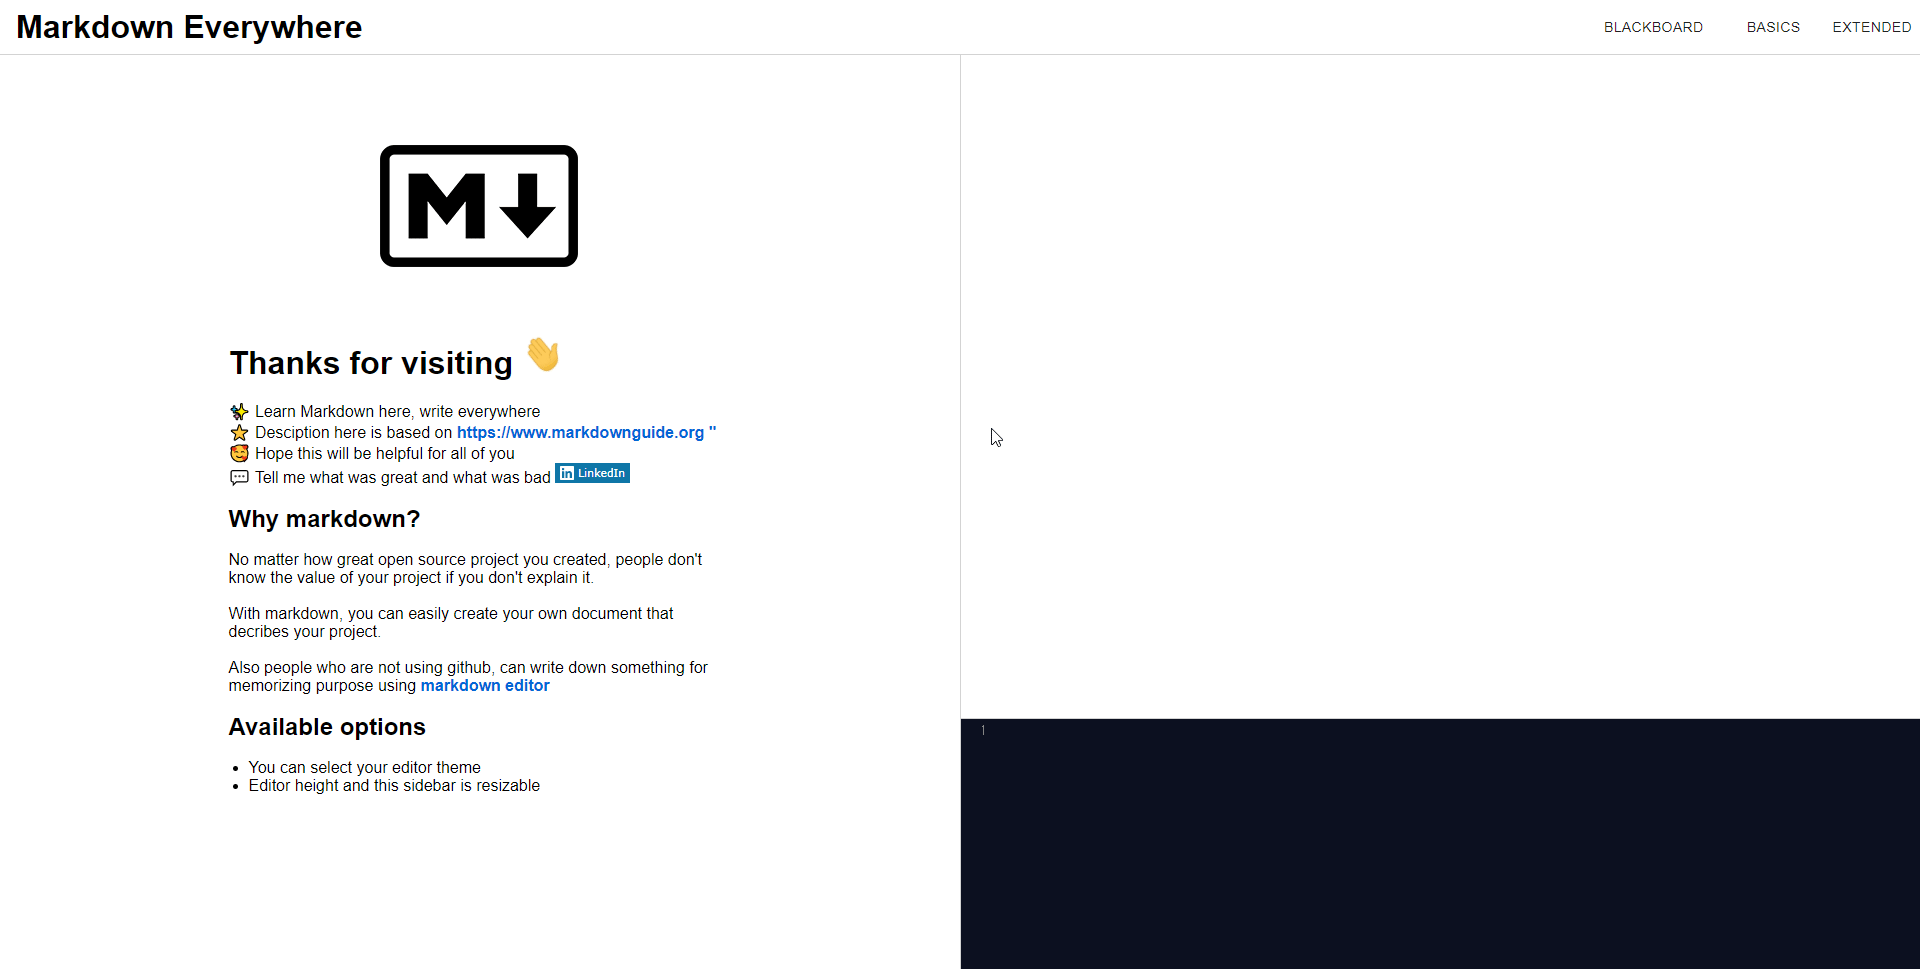 Markdown Everywhere
BLACKBOARD BASICS EXTENDED
M
Thanks for visiting 👋
✨ Learn Markdown here, write everywhere
⭐ Desciption here is based on https://www.markdownguide.org "
🥰 Hope this will be helpful for all of you
💬 Tell me what was great and what was bad in LinkedIn
Why markdown?
No matter how great open source project you created, people don't
know the value of your project if you don't explain it.
With markdown, you can easily create your own document that
decribes your project.
Also people who are not using github, can write down something for
memorizing purpose using markdown editor
Available options
• You can select your editor theme
• Editor height and this sidebar is resizable
1